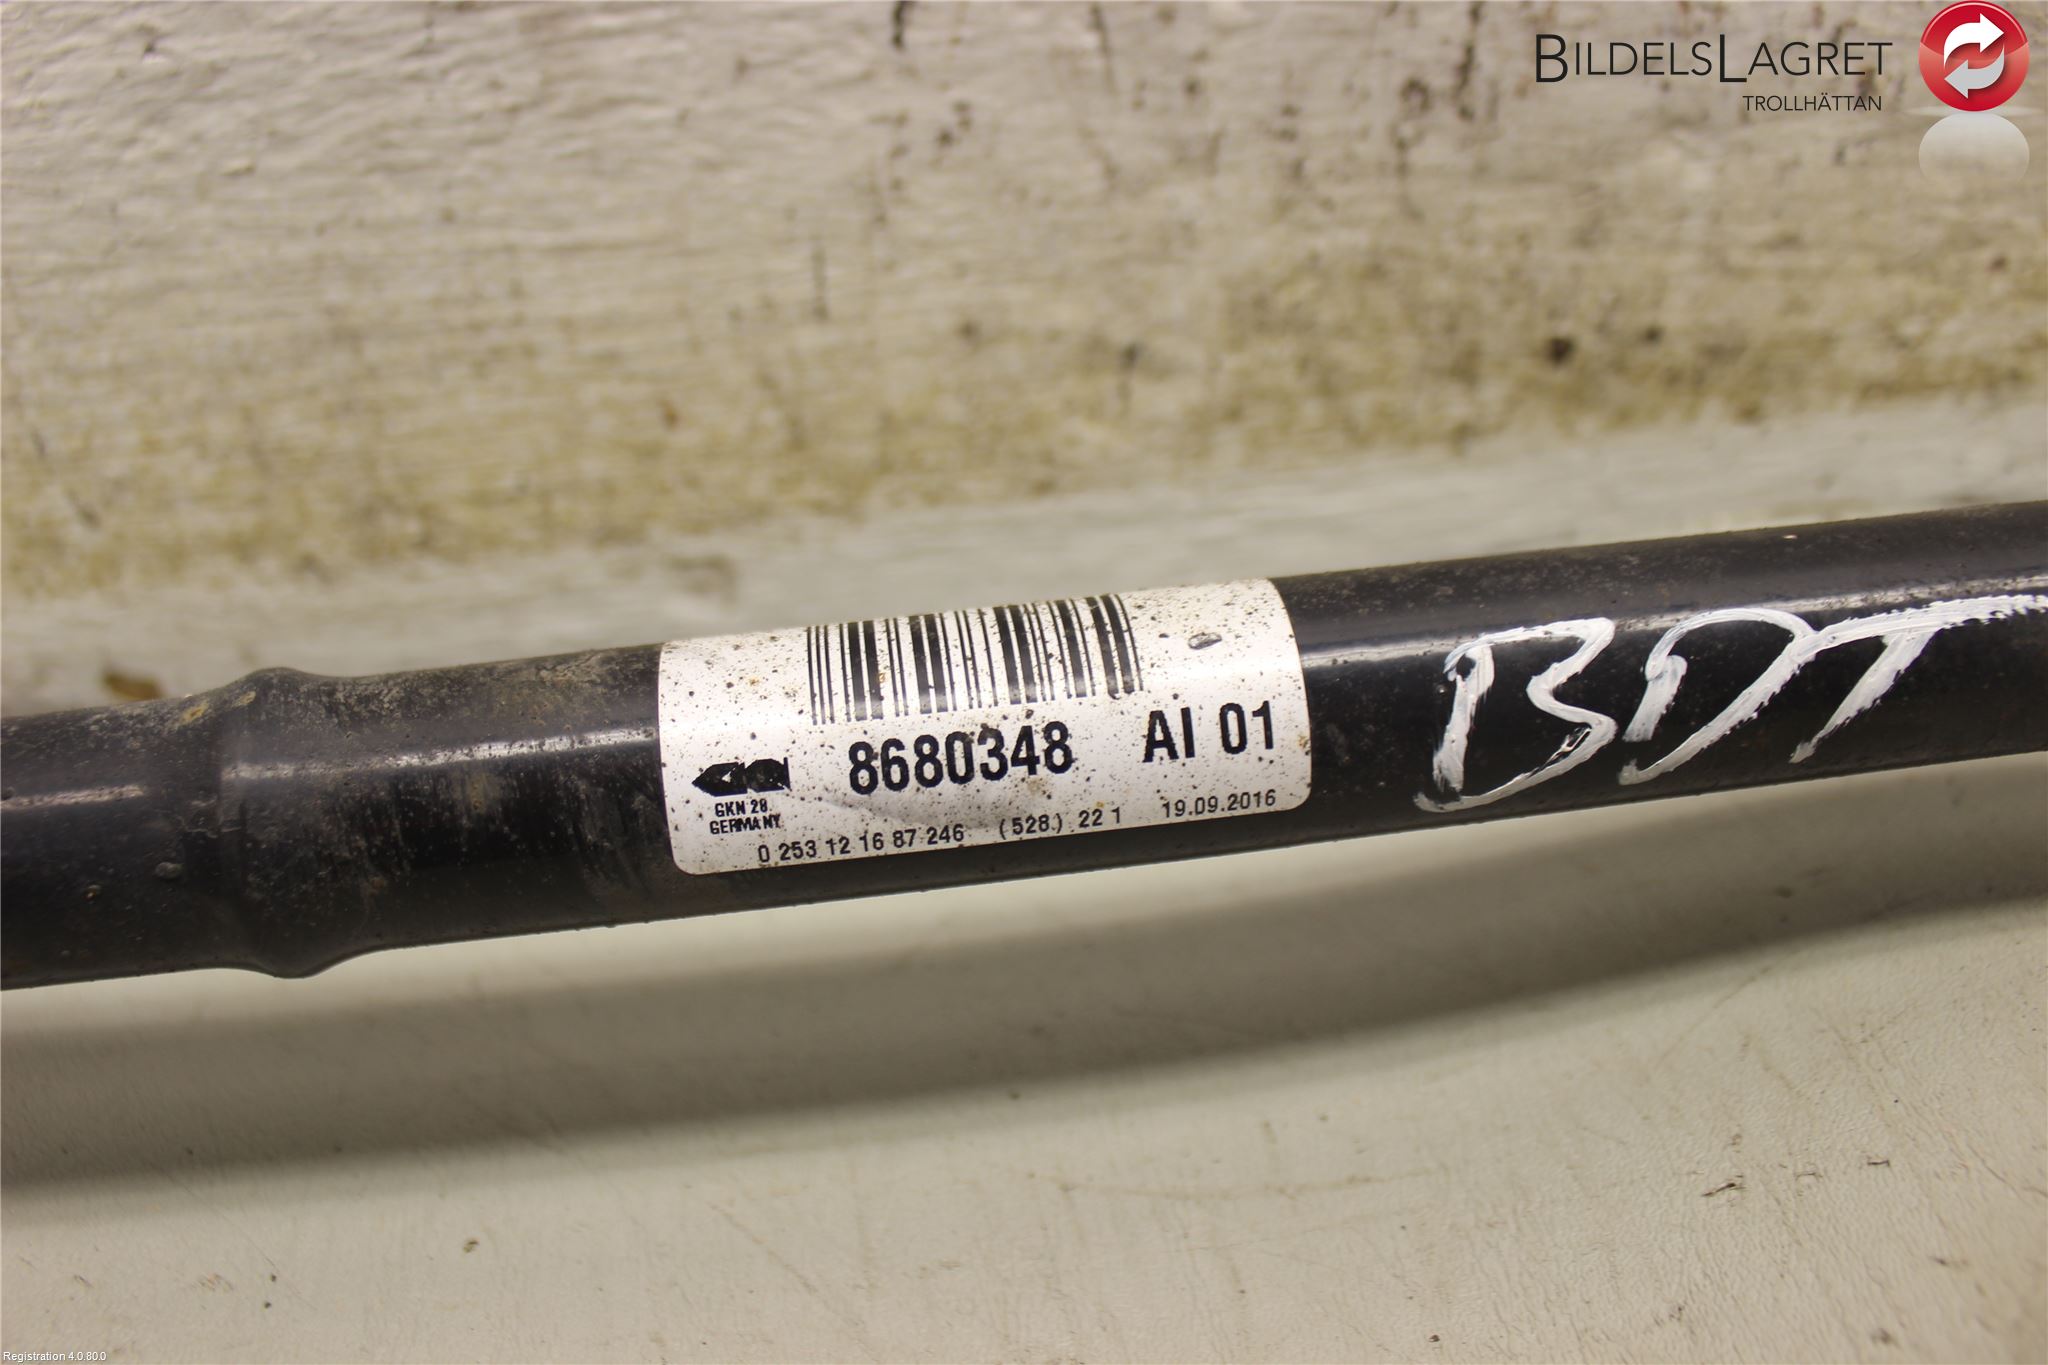 BILDELSLAGRET
TROLLHÄTTAN
8680348 AI 01
GKN 28.
GERMANY
0 253 12 16 87 246 (528.) 22 1 19.09.2016
BDT
Registration 4.0.80.0